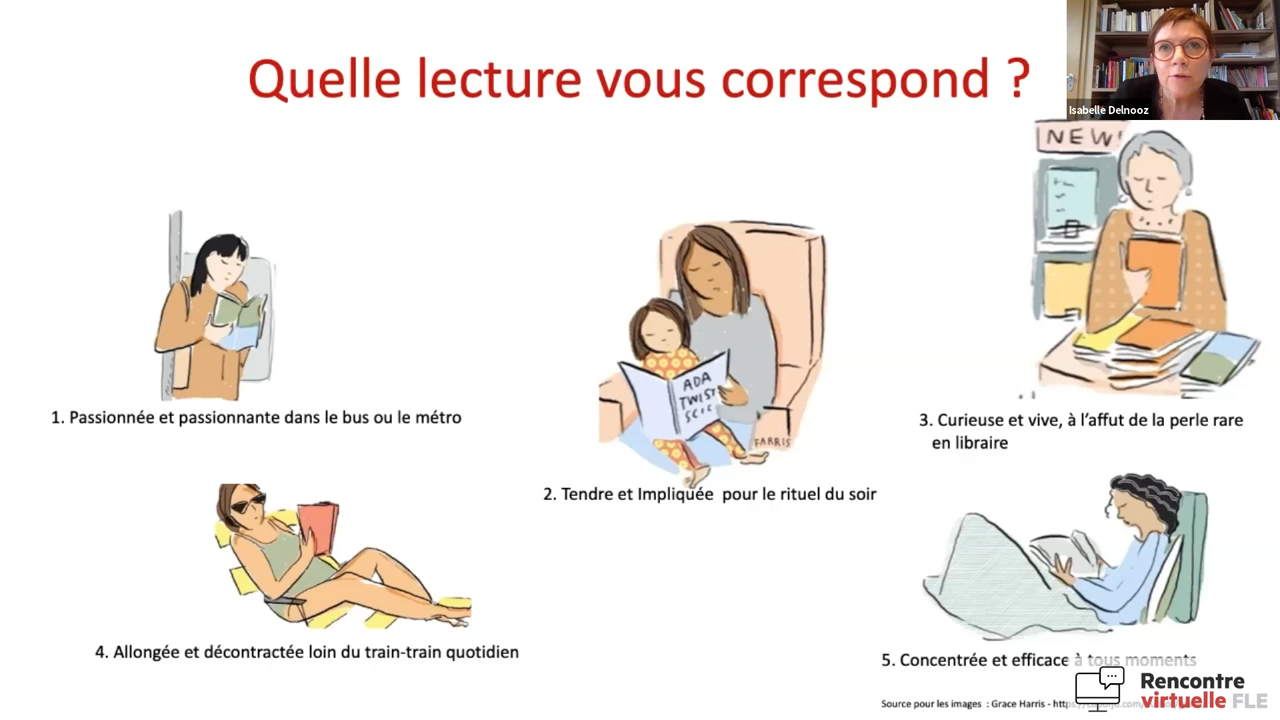 Quelle lecture vous correspond ?
Isabelle Delnooz
NEW!
ADA
TWIST
SCIE
FARRIS
1. Passionnée et passionnante dans le bus ou le métro
2. Tendre et Impliquée pour le rituel du soir
3. Curieuse et vive, à l’affut de la perle rare
en libraire
4. Allongée et décontractée loin du train-train quotidien
5. Concentrée et efficace à tous moments
Source pour les images : Grace Harris -
Rencontre
virtuelle FLE